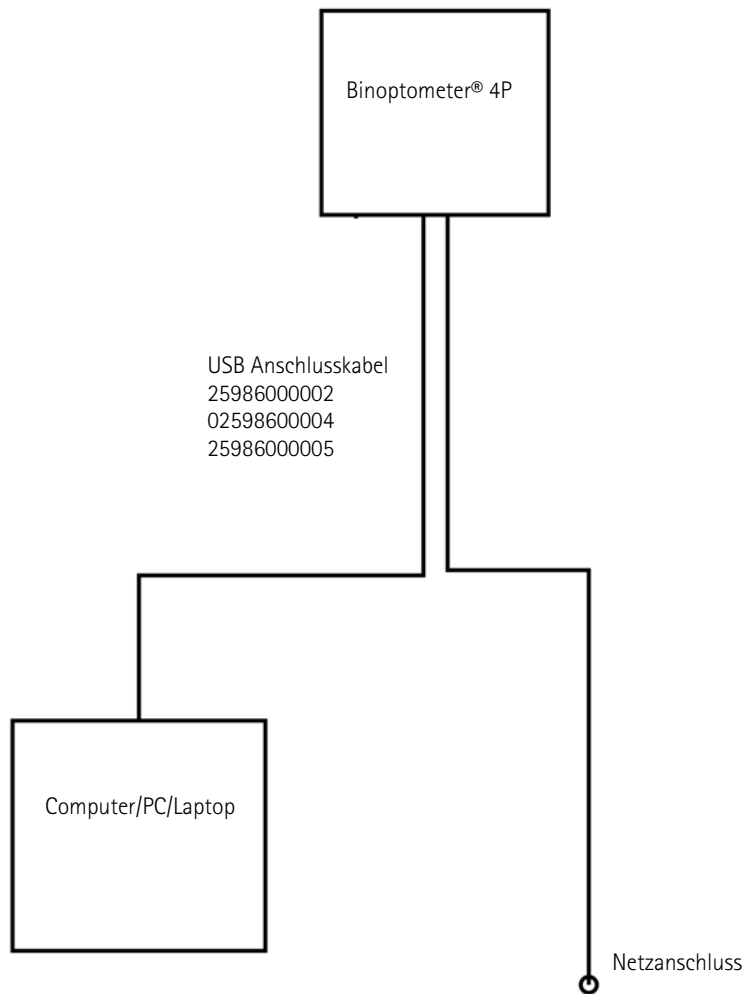 Binoptometer® 4P
USB Anschlusskabel
25986000002
02598600004
25986000005
Computer/PC/Laptop
Netzanschluss